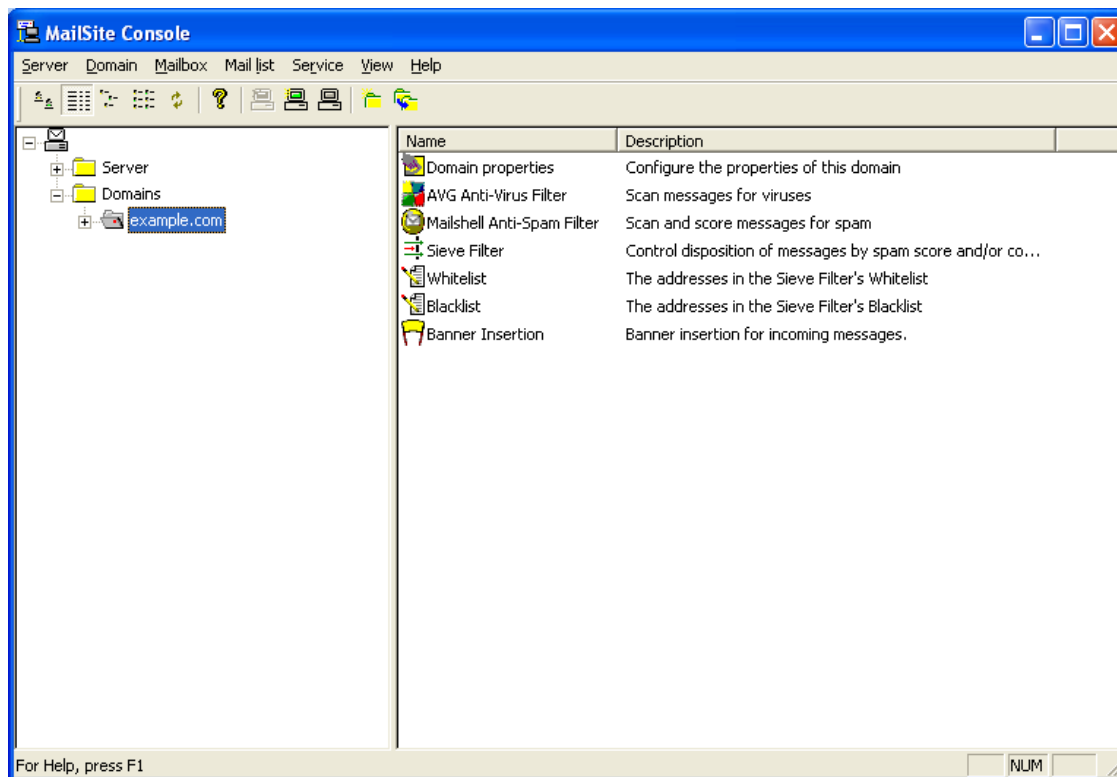 MailSite Console
Server Domain Mailbox Mail list Service View Help
Server
Domains
example.com
Name Description
Domain properties Configure the properties of this domain
AVG Anti-Virus Filter Scan messages for viruses
Mailshell Anti-Spam Filter Scan and score messages for spam
Sieve Filter Control disposition of messages by spam score and/or co...
Whitelist The addresses in the Sieve Filter's Whitelist
Blacklist The addresses in the Sieve Filter's Blacklist
Banner Insertion Banner insertion for incoming messages.
For Help, press F1 NUM